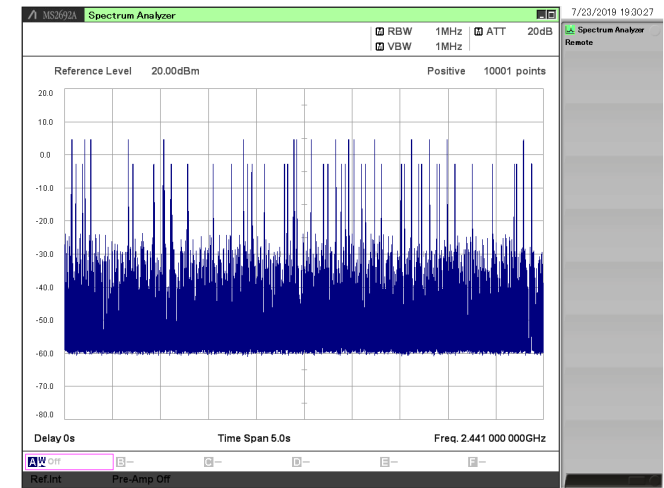 7/23/2019 19:30:27
MS2692A Spectrum Analyzer
Spectrum Analyzer
Remote
RBW 1MHz ATT 20dB
VBW 1MHz
Reference Level 20.00dBm Positive 10001 points
20.0
10.0
0.0
-10.0
-20.0
-30.0
-40.0
-50.0
-60.0
-70.0
-80.0
Delay 0s Time Span 5.0s Freq. 2.441 000 000GHz
A W Off B -- C -- D -- E -- F --
Ref.Int Pre-Amp Off